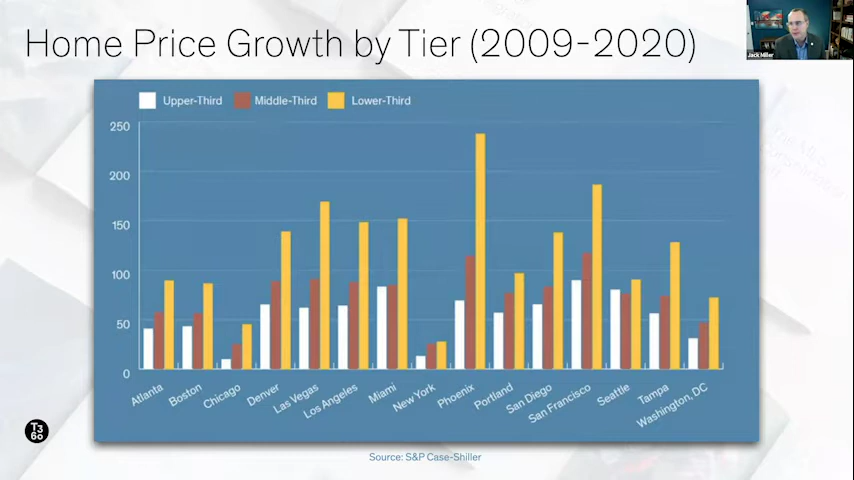 Home Price Growth by Tier (2009-2020)
Jack Miller
Upper-Third Middle-Third Lower-Third
250
200
150
100
50
0
Atlanta Boston Chicago Denver Las Vegas Los Angeles Miami New York Phoenix Portland San Diego San Francisco Seattle Tampa Washington, DC
T3
60
Source: S&P Case-Shiller